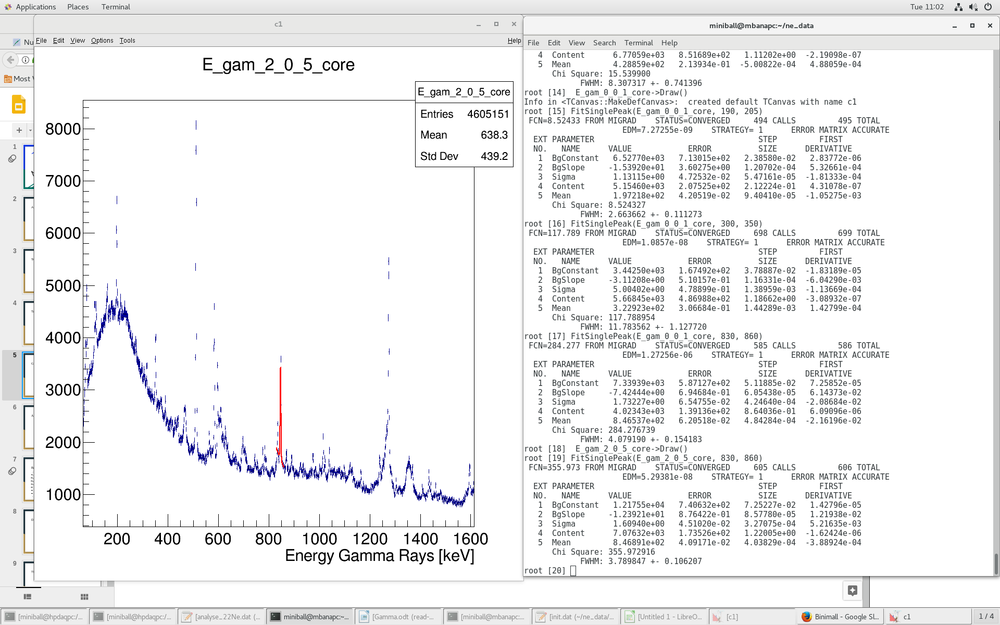 Applications Places Terminal Tue 11:02
c1
File Edit View Options Tools Help
E_gam_2_0_5_core
E_gam_2_0_5_core
Entries 4605151
Mean 638.3
Std Dev 439.2
8000
7000
6000
5000
4000
3000
2000
1000
200 400 600 800 1000 1200 1400 1600
Energy Gamma Rays [keV]
Nu
Most
1
2
3
4
5
6
7
8
9
miniball@mbanapc:~/ne_data
File Edit View Search Terminal Help
4 Content 6.77059e+03 8.51689e+02 1.11202e+00 -2.19098e-07
5 Mean 4.28859e+02 2.13934e-01 -5.00822e-04 4.88059e-04
Chi Square: 15.539900
FWHM: 8.307317 +- 0.741396
root [14] E_gam_0_0_1_core->Draw()
Info in <TCanvas::MakeDefCanvas>: created default TCanvas with name c1
root [15] FitSinglePeak(E_gam_0_0_1_core, 190, 205)
FCN=8.52433 FROM MIGRAD STATUS=CONVERGED 494 CALLS 495 TOTAL
EDM=7.27255e-09 STRATEGY= 1 ERROR MATRIX ACCURATE
EXT PARAMETER STEP FIRST
NO. NAME VALUE ERROR SIZE DERIVATIVE
1 BgConstant 6.52770e+03 7.13015e+02 2.38580e-02 2.83772e-06
2 BgSlope -1.53920e+01 3.60275e+00 1.20702e-04 5.32661e-04
3 Sigma 1.13115e+00 4.72532e-02 5.47161e-05 -1.81333e-04
4 Content 5.15460e+03 2.07525e+02 2.12224e-01 4.31078e-07
5 Mean 1.97218e+02 4.20519e-02 9.40410e-05 -1.05275e-03
Chi Square: 8.524327
FWHM: 2.663662 +- 0.111273
root [16] FitSinglePeak(E_gam_0_0_1_core, 300, 350)
FCN=117.789 FROM MIGRAD STATUS=CONVERGED 698 CALLS 699 TOTAL
EDM=1.0857e-08 STRATEGY= 1 ERROR MATRIX ACCURATE
EXT PARAMETER STEP FIRST
NO. NAME VALUE ERROR SIZE DERIVATIVE
1 BgConstant 3.44250e+03 1.67492e+02 3.78887e-02 -1.83189e-05
2 BgSlope -3.11208e+00 5.10157e-01 1.16331e-04 -6.04290e-03
3 Sigma 5.00402e+00 4.78899e-01 1.38959e-03 -1.13669e-04
4 Content 5.66845e+03 4.86988e+02 1.18662e+00 -3.08932e-07
5 Mean 3.22923e+02 3.06684e-01 1.44289e-03 1.42799e-04
Chi Square: 117.788954
FWHM: 11.783562 +- 1.127720
root [17] FitSinglePeak(E_gam_0_0_1_core, 830, 860)
FCN=284.277 FROM MIGRAD STATUS=CONVERGED 585 CALLS 586 TOTAL
EDM=1.27256e-06 STRATEGY= 1 ERROR MATRIX ACCURATE
EXT PARAMETER STEP FIRST
NO. NAME VALUE ERROR SIZE DERIVATIVE
1 BgConstant 7.33939e+03 5.87127e+02 5.11885e-02 7.25852e-05
2 BgSlope -7.42444e+00 6.94684e-01 6.05438e-05 6.14373e-02
3 Sigma 1.73227e+00 6.54755e-02 4.24640e-04 -2.08684e-02
4 Content 4.02343e+03 1.39136e+02 8.64036e-01 6.09096e-06
5 Mean 8.46537e+02 6.20518e-02 4.84284e-04 -2.16196e-02
Chi Square: 284.276739
FWHM: 4.079190 +- 0.154183
root [18] E_gam_2_0_5_core->Draw()
root [19] FitSinglePeak(E_gam_2_0_5_core, 830, 860)
FCN=355.973 FROM MIGRAD STATUS=CONVERGED 605 CALLS 606 TOTAL
EDM=5.29381e-08 STRATEGY= 1 ERROR MATRIX ACCURATE
EXT PARAMETER STEP FIRST
NO. NAME VALUE ERROR SIZE DERIVATIVE
1 BgConstant 1.21755e+04 7.40632e+02 7.25227e-02 1.42796e-05
2 BgSlope -1.23921e+01 8.76422e-01 8.57780e-05 1.21938e-02
3 Sigma 1.60940e+00 4.51020e-02 3.27075e-04 5.21635e-03
4 Content 7.07632e+03 1.73526e+02 1.22005e+00 -1.62424e-06
5 Mean 8.46891e+02 4.09171e-02 4.03829e-04 -3.88924e-04
Chi Square: 355.972916
FWHM: 3.789847 +- 0.106207
root [20]
[miniball@hpdaqpc:/... [miniball@hpdaqpc:/... [analyse_22Ne.dat (... miniball@mbanapc:~... [Gamma.odt (read-... [miniball@mbanapc:... [init.dat (~/ne_data/... [Untitled 1 - LibreO... [c1] Binimall - Google Sl... c1 1 / 4